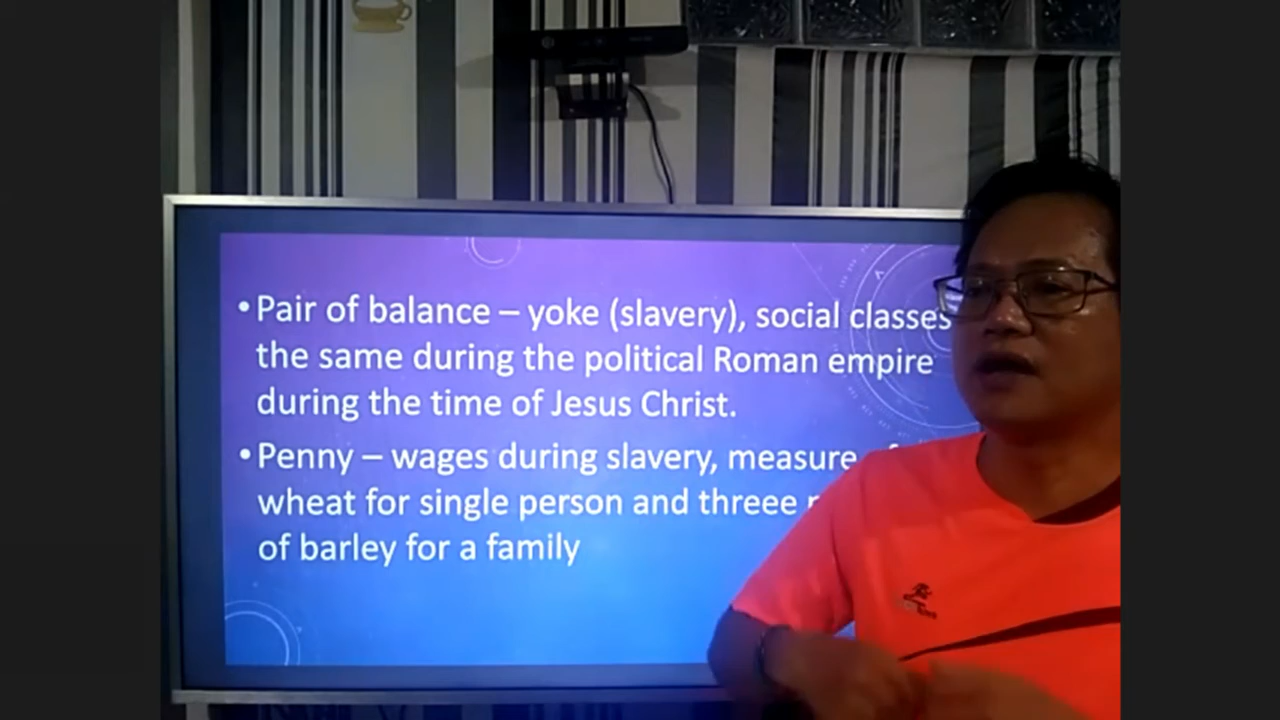 • Pair of balance – yoke (slavery), social classes
the same during the political Roman empire
during the time of Jesus Christ.
• Penny – wages during slavery, measure
wheat for single person and threee
of barley for a family